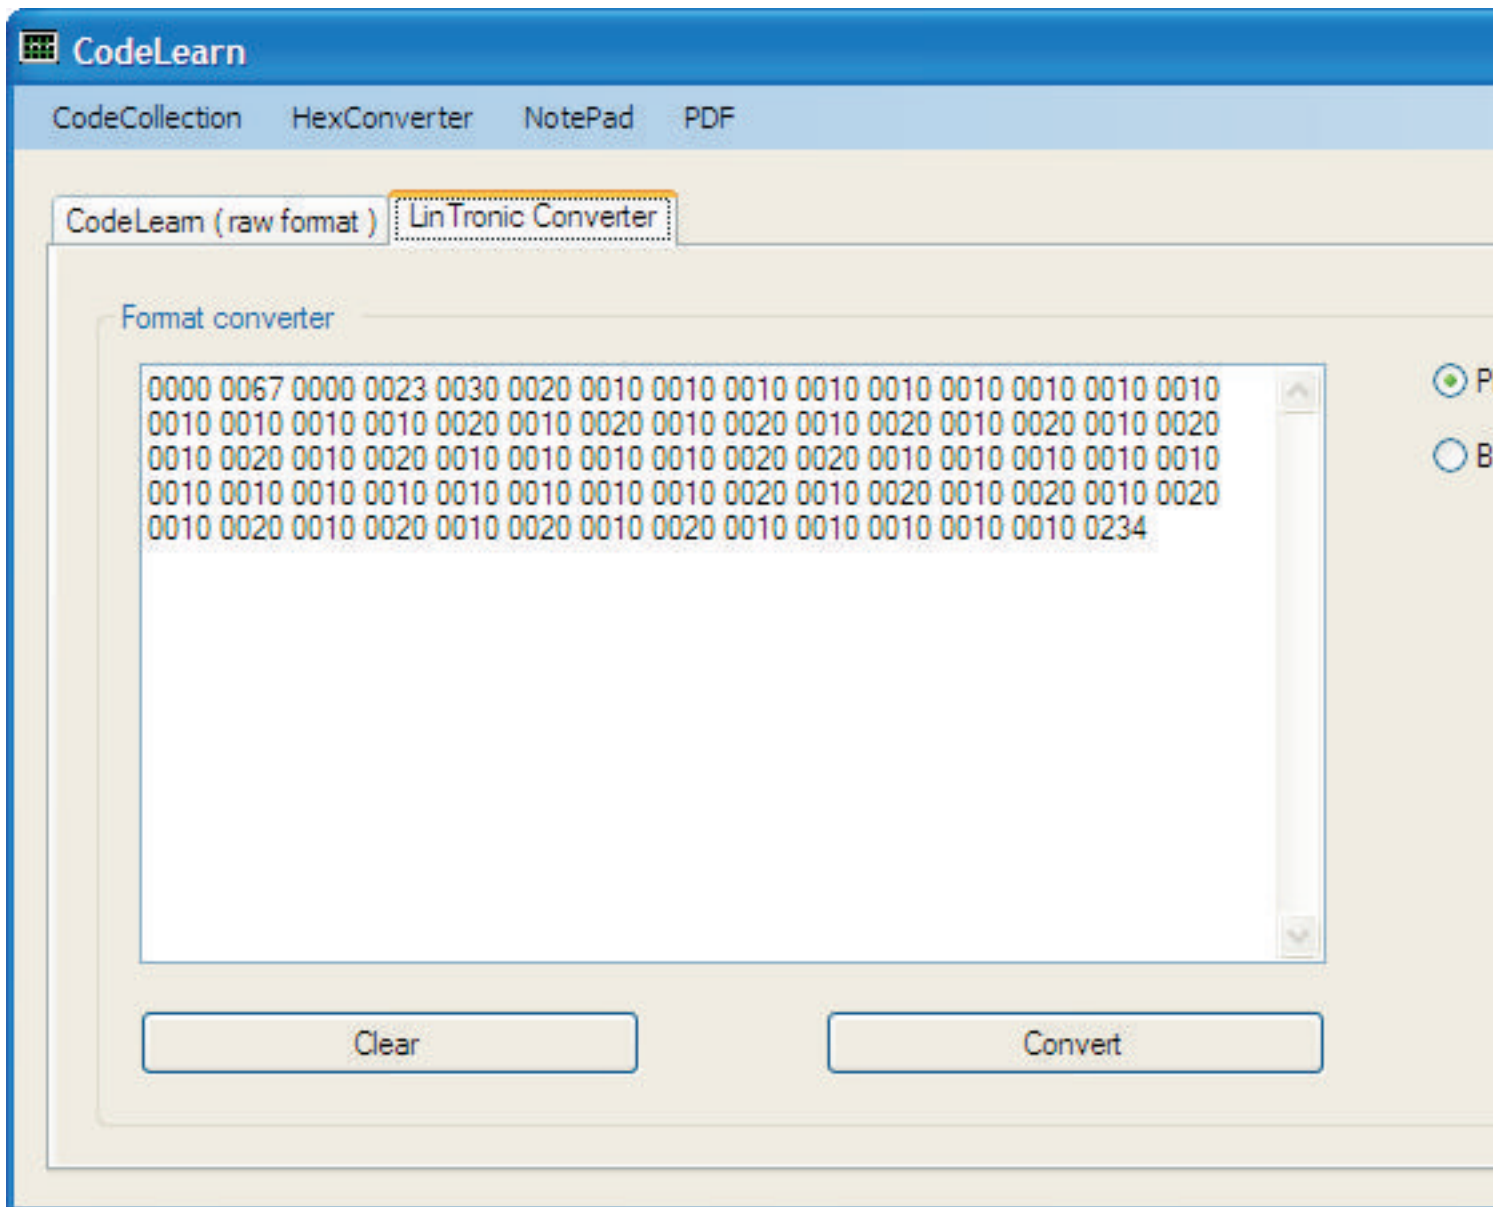 CodeLearn
CodeCollection HexConverter NotePad PDF
CodeLearn ( raw format ) LinTronic Converter
Format converter
0000 0067 0000 0023 0030 0020 0010 0010 0010 0010 0010 0010 0010 0010 0010
0010 0010 0010 0010 0020 0010 0020 0010 0020 0010 0020 0010 0020 0010 0020
0010 0020 0010 0020 0010 0010 0010 0010 0020 0020 0010 0010 0010 0010 0010
0010 0010 0010 0010 0010 0010 0010 0010 0020 0010 0020 0010 0020 0010 0020
0010 0020 0010 0020 0010 0020 0010 0020 0010 0010 0010 0010 0010 0234
P
B
Clear Convert